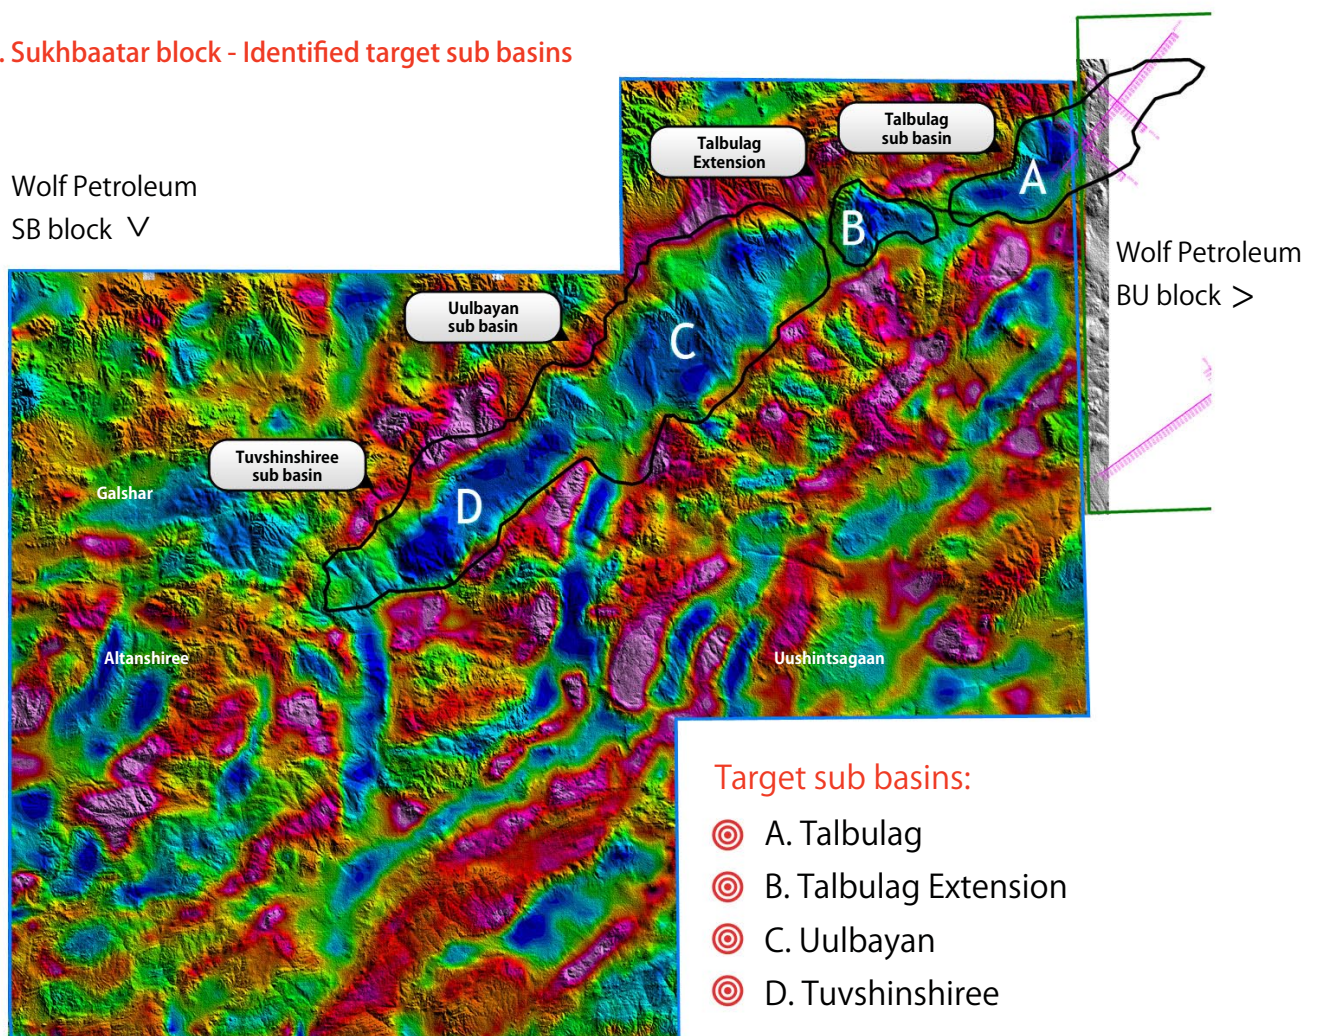 . Sukhbaatar block - Identified target sub basins
Wolf Petroleum
SB block >
Talbulag
sub basin
Talbulag
Extension
A
B
Wolf Petroleum
BU block >
Uulbayan
sub basin
C
Tuvshinshiree
sub basin
Galshar
D
Altanshiree
Uushintsagaan
Target sub basins:
A. Talbulag
B. Talbulag Extension
C. Uulbayan
D. Tuvshinshiree